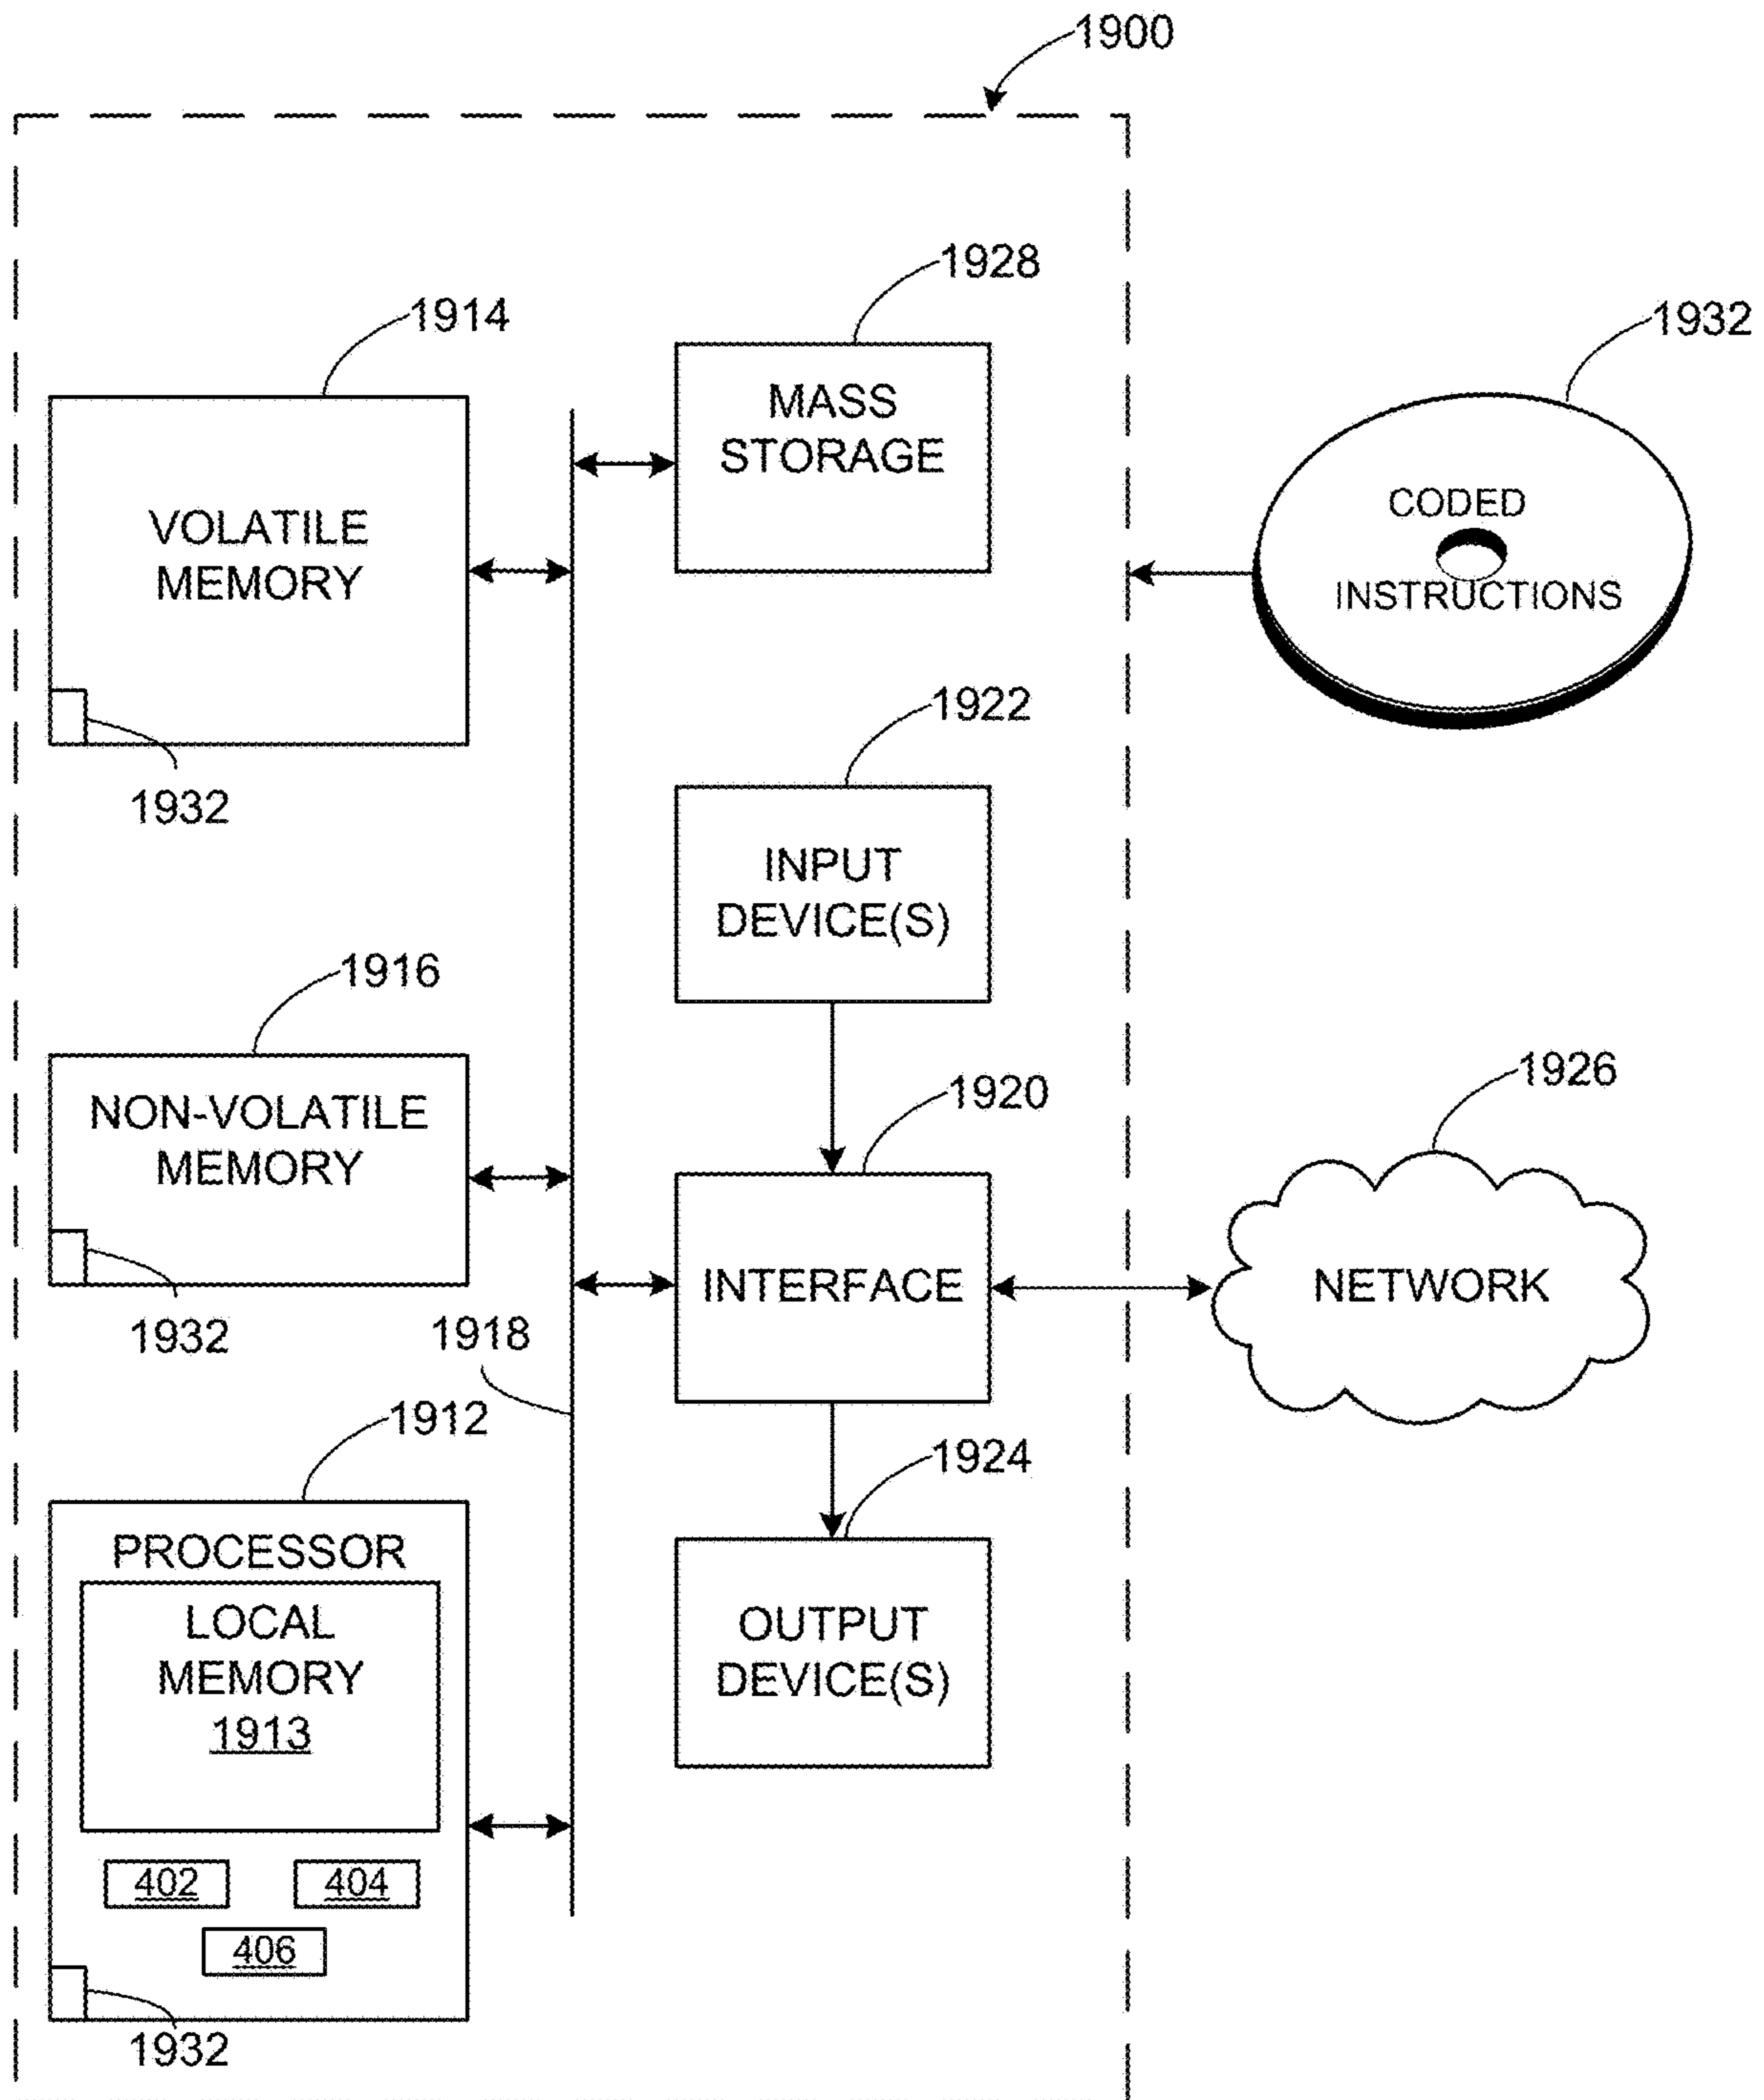 1900
1928
1914
1932
MASS
STORAGE
VOLATILE
MEMORY
CODED
INSTRUCTIONS
1932
1922
INPUT
DEVICE(S)
1916
NON-VOLATILE
MEMORY
1932
1920
1926
INTERFACE
NETWORK
1918
1912
1924
PROCESSOR
LOCAL
MEMORY
1913
OUTPUT
DEVICE(S)
402
404
406
1932